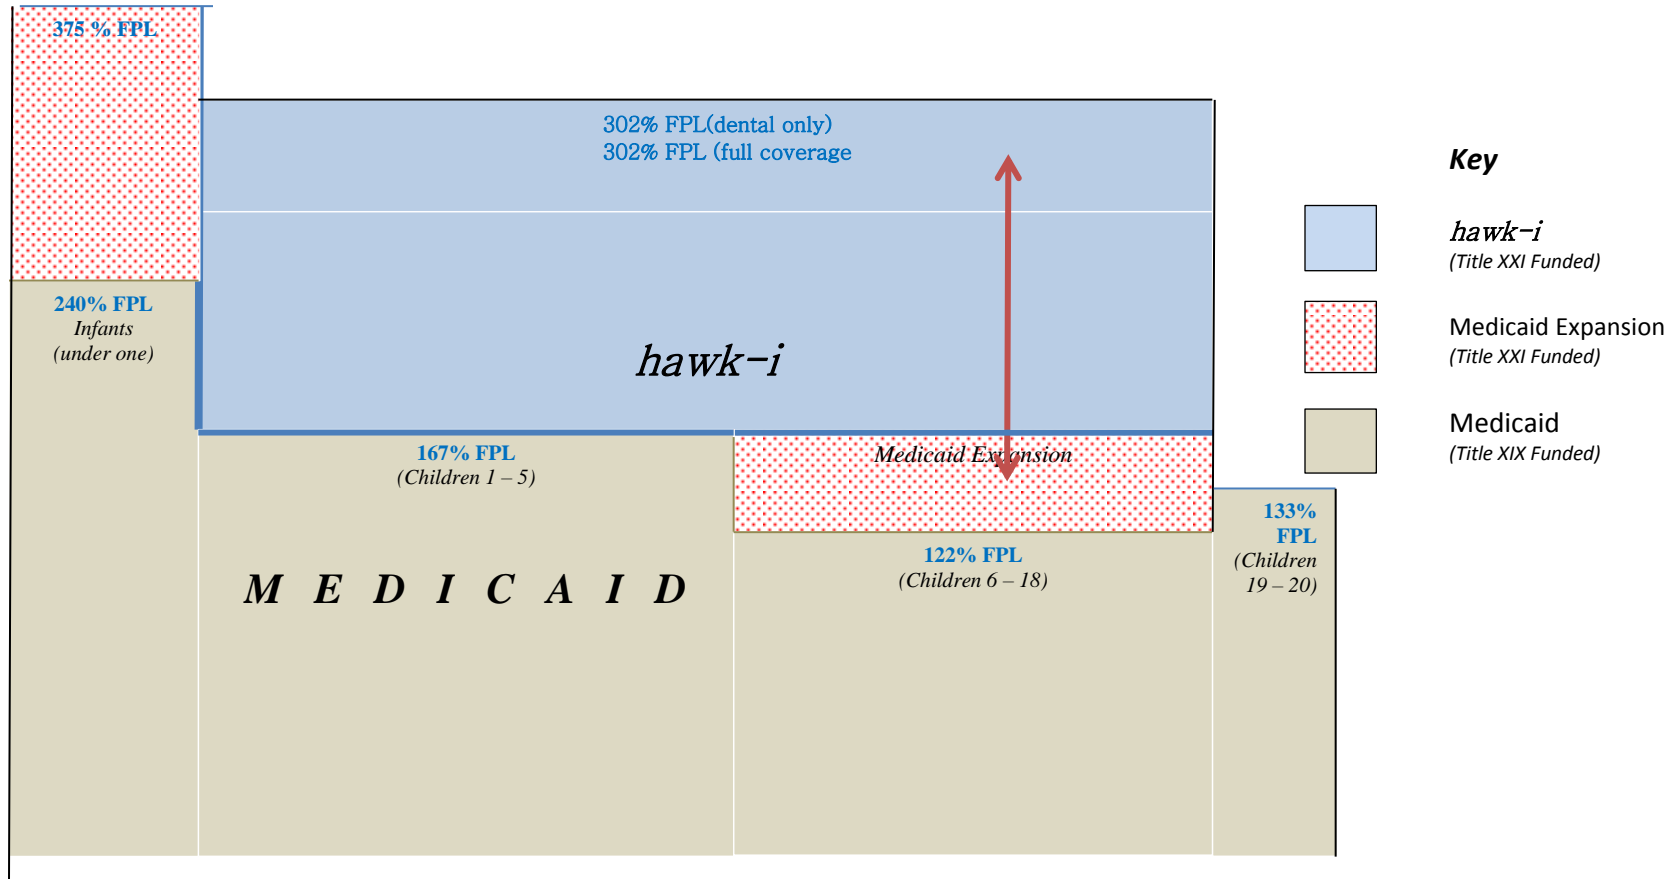 375 % FPL
302% FPL(dental only)
302% FPL (full coverage
240% FPL
Infants
(under one)
hawk-i
167% FPL
(Children 1 – 5)
Medicaid Expansion
122% FPL
(Children 6 – 18)
133%
FPL
(Children
19 – 20)
M E D I C A I D
Key
hawk-i
(Title XXI Funded)
Medicaid Expansion
(Title XXI Funded)
Medicaid
(Title XIX Funded)